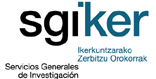 sgiker
Ikerkuntzarako
Zerbitzu Orokorrak
Servicios Generales
de Investigación